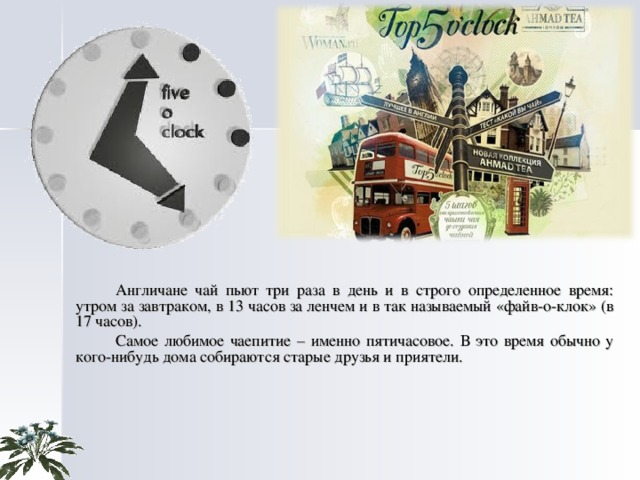 five
o
clock
Top5o'clock
AHMAD TEA
LONDON
WOMAN.RU
ЛУЧШЕЕ В АНГЛИИ
ТЕСТ «КАКОЙ ВЫ ЧАЙ»
НОВАЯ КОЛЛЕКЦИЯ
AHMAD TEA
Top5o'clock
5 ШАГОВ
чашки чая
Англичане чай пьют три раза в день и в строго определенное время:
утром за завтраком, в 13 часов за ленчем и в так называемый «файв-о-клок» (в
17 часов).
Самое любимое чаепитие – именно пятичасовое. В это время обычно у
кого-нибудь дома собираются старые друзья и приятели.